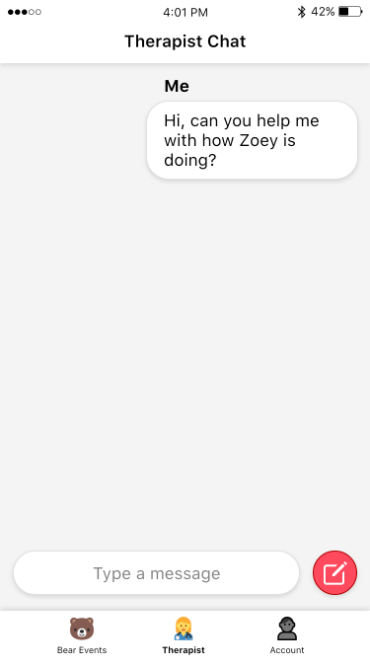 4:01 PM
42%
Therapist Chat
Me
Hi, can you help me
with how Zoey is
doing?
Type a message
Bear Events
Therapist
Account